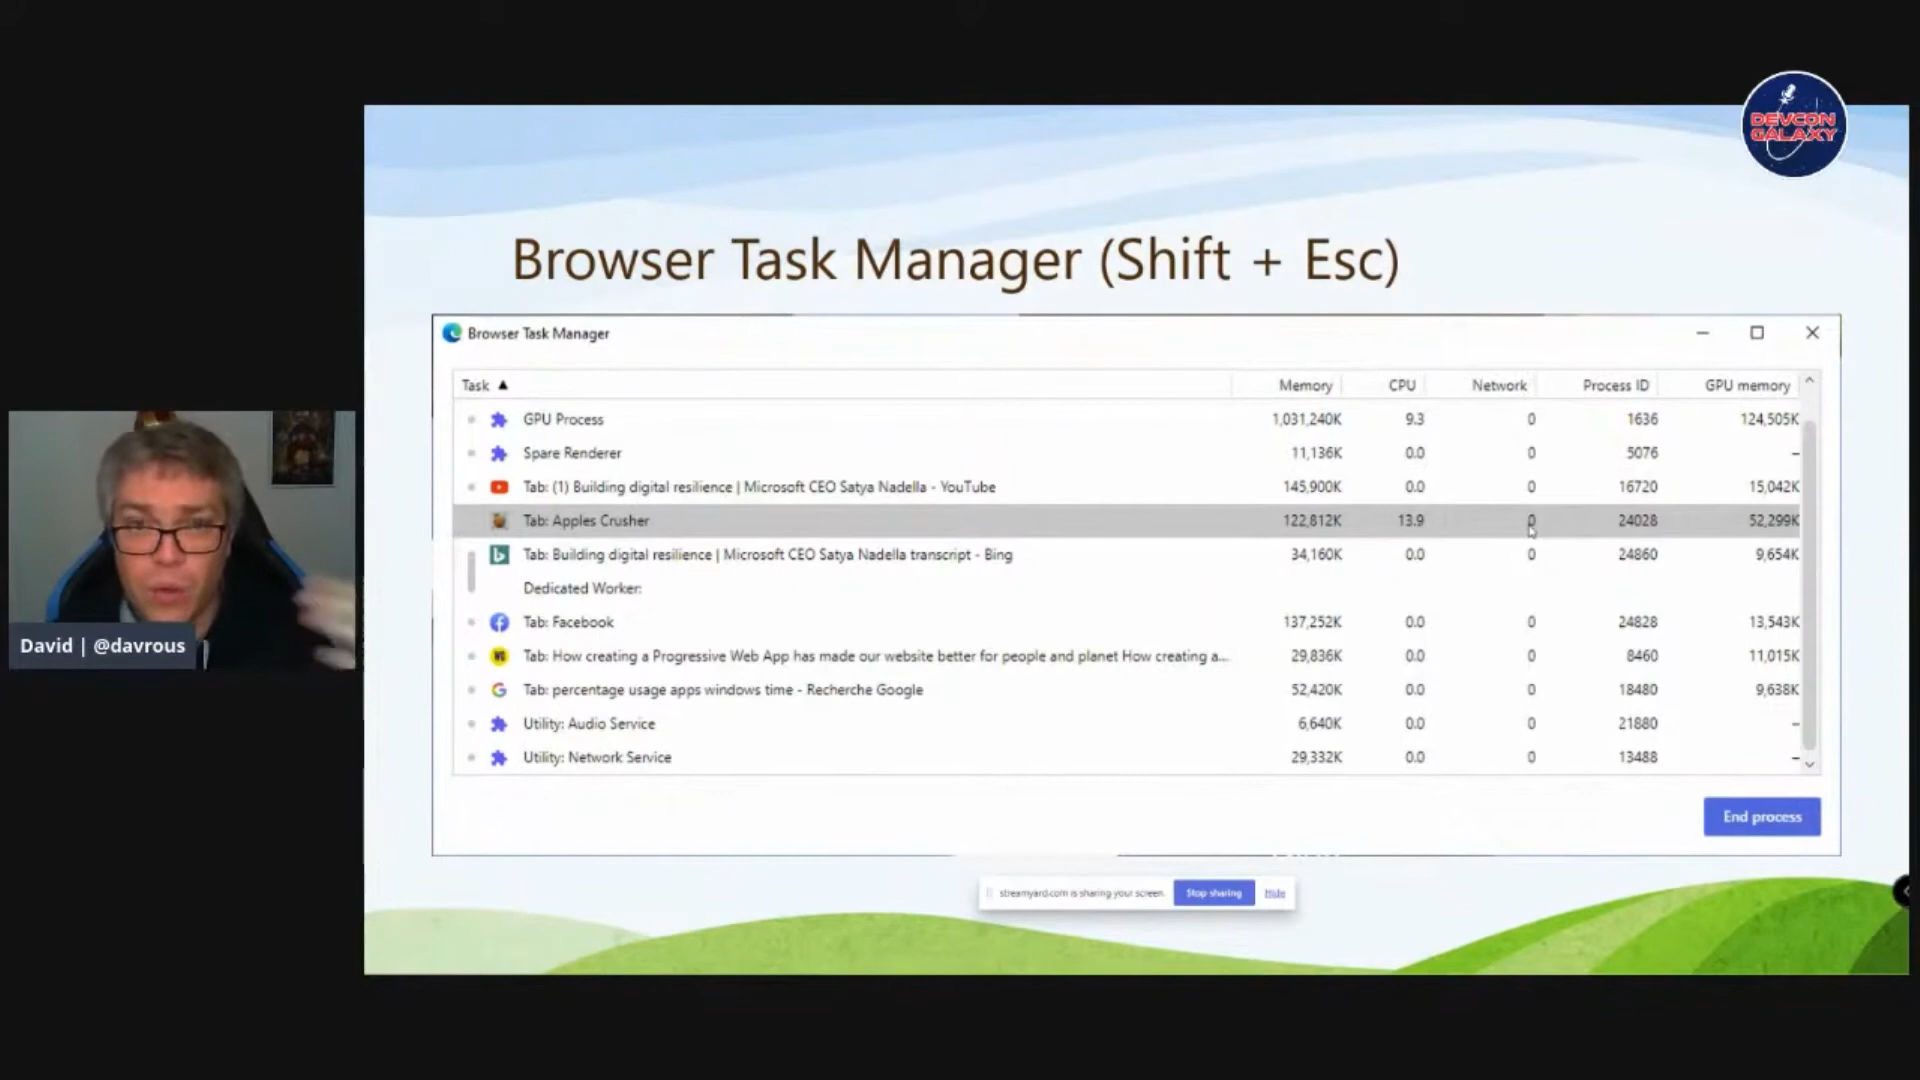 DEVCON
GALAXY
Browser Task Manager (Shift + Esc)
Browser Task Manager
Task ▲ Memory CPU Network Process ID GPU memory
GPU Process 1,031,240K 9.3 0 1636 124,505K
Spare Renderer 11,136K 0.0 0 5076 –
Tab: (1) Building digital resilience | Microsoft CEO Satya Nadella - YouTube 145,900K 0.0 0 16720 15,042K
Tab: Apples Crusher 122,812K 13.9 0 24028 52,299K
Tab: Building digital resilience | Microsoft CEO Satya Nadella transcript - Bing 34,160K 0.0 0 24860 9,654K
Dedicated Worker:
Tab: Facebook 137,252K 0.0 0 24828 13,543K
Tab: How creating a Progressive Web App has made our website better for people and planet How creating a... 29,836K 0.0 0 8460 11,015K
Tab: percentage usage apps windows time - Recherche Google 52,420K 0.0 0 18480 9,638K
Utility: Audio Service 6,640K 0.0 0 21880 –
Utility: Network Service 29,332K 0.0 0 13488 –
End process
David | @davrous
streamyard.com is sharing your screen. Stop sharing Hide